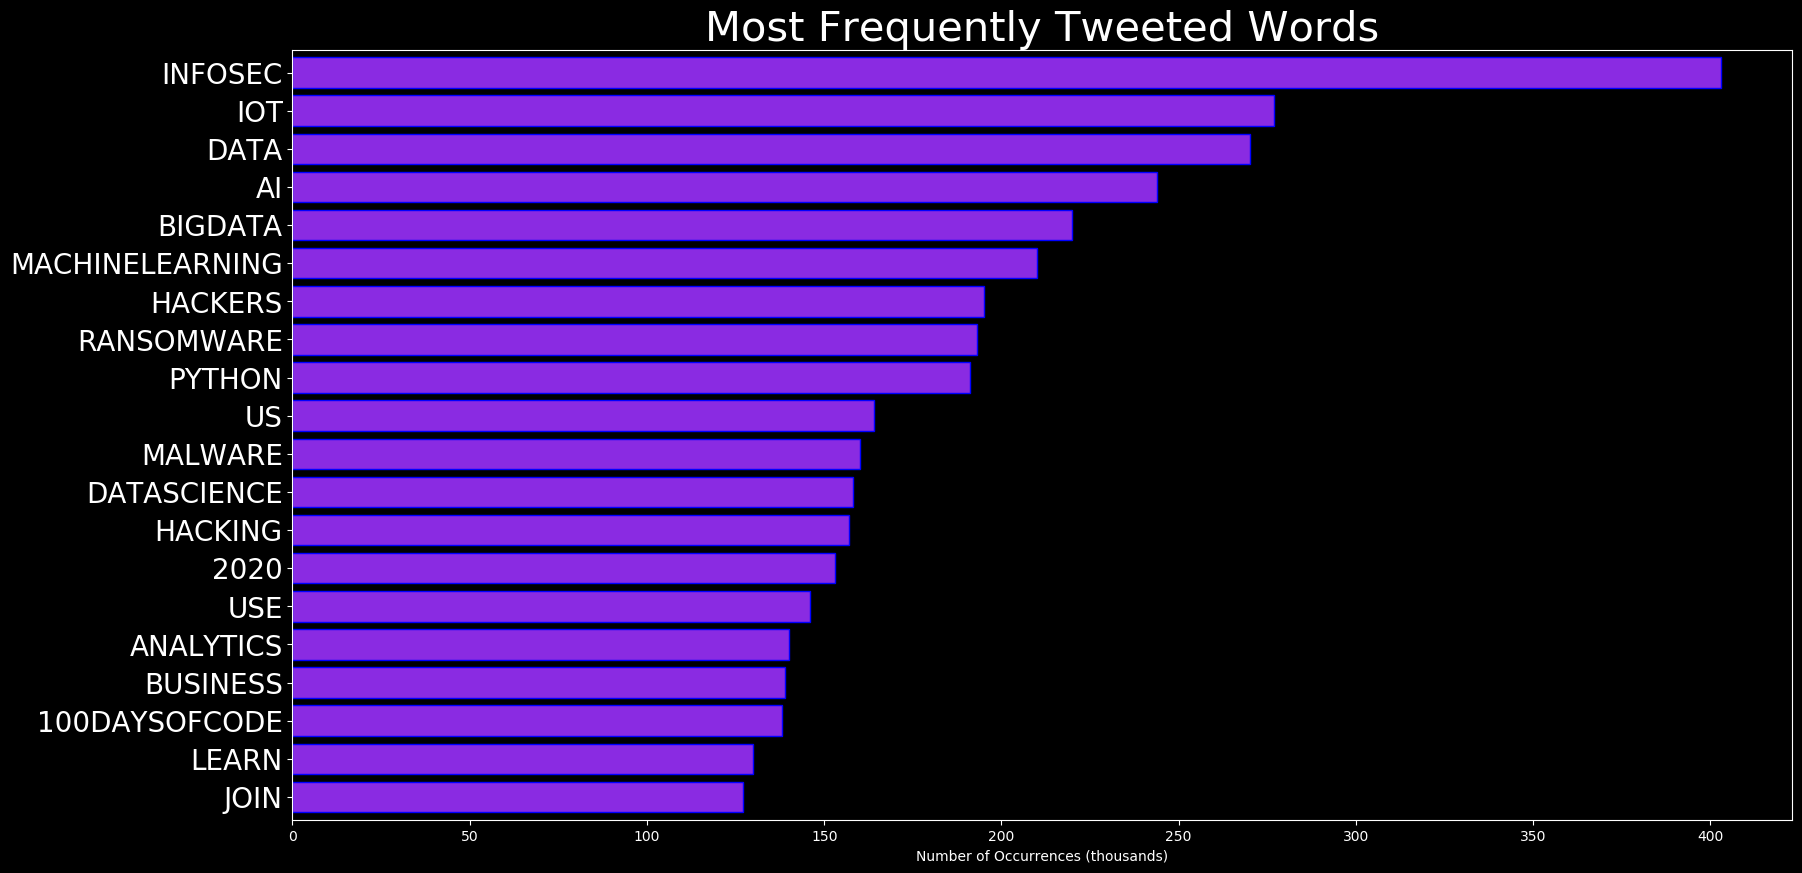 Most Frequently Tweeted Words
INFOSEC
IOT
DATA
AI
BIGDATA
MACHINELEARNING
HACKERS
RANSOMWARE
PYTHON
US
MALWARE
DATASCIENCE
HACKING
2020
USE
ANALYTICS
BUSINESS
100DAYSOFCODE
LEARN
JOIN
0 50 100 150 200 250 300 350 400
Number of Occurrences (thousands)